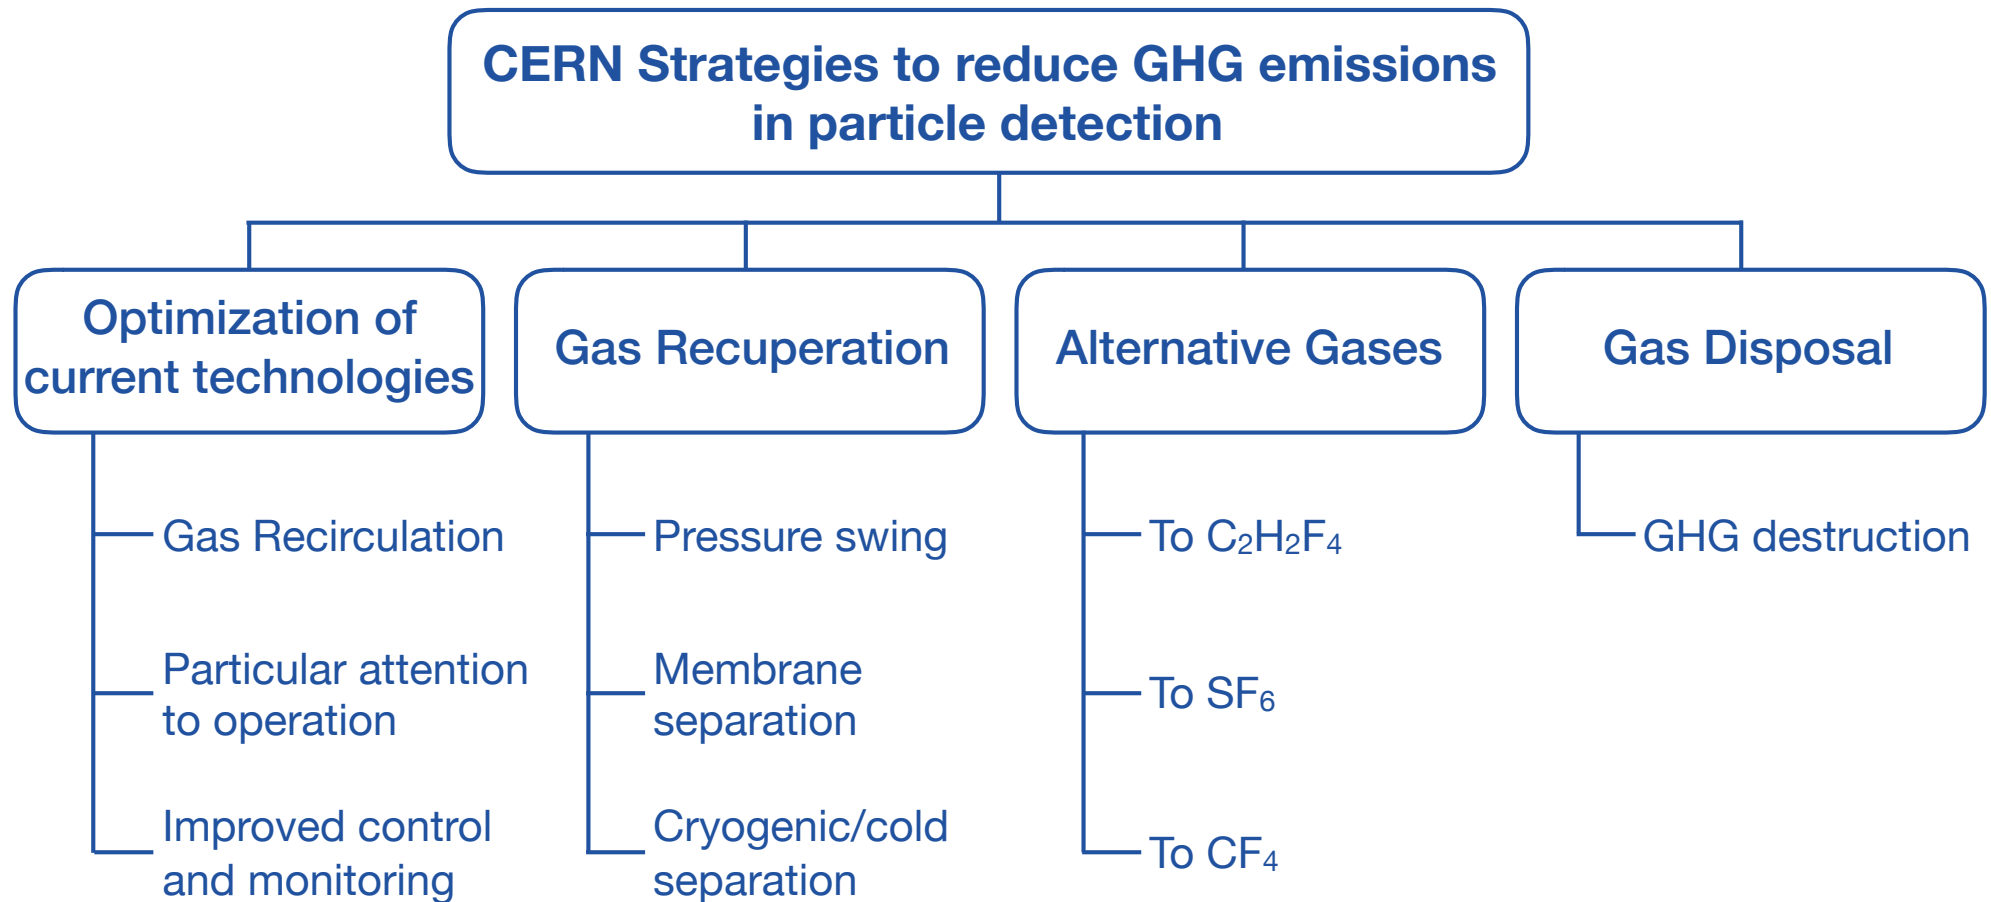 CERN Strategies to reduce GHG emissions
in particle detection
Optimization of
current technologies
Gas Recirculation
Particular attention
to operation
Improved control
and monitoring
Gas Recuperation
Pressure swing
Membrane
separation
Cryogenic/cold
separation
Alternative Gases
To C₂H₂F₄
To SF₆
To CF₄
Gas Disposal
GHG destruction